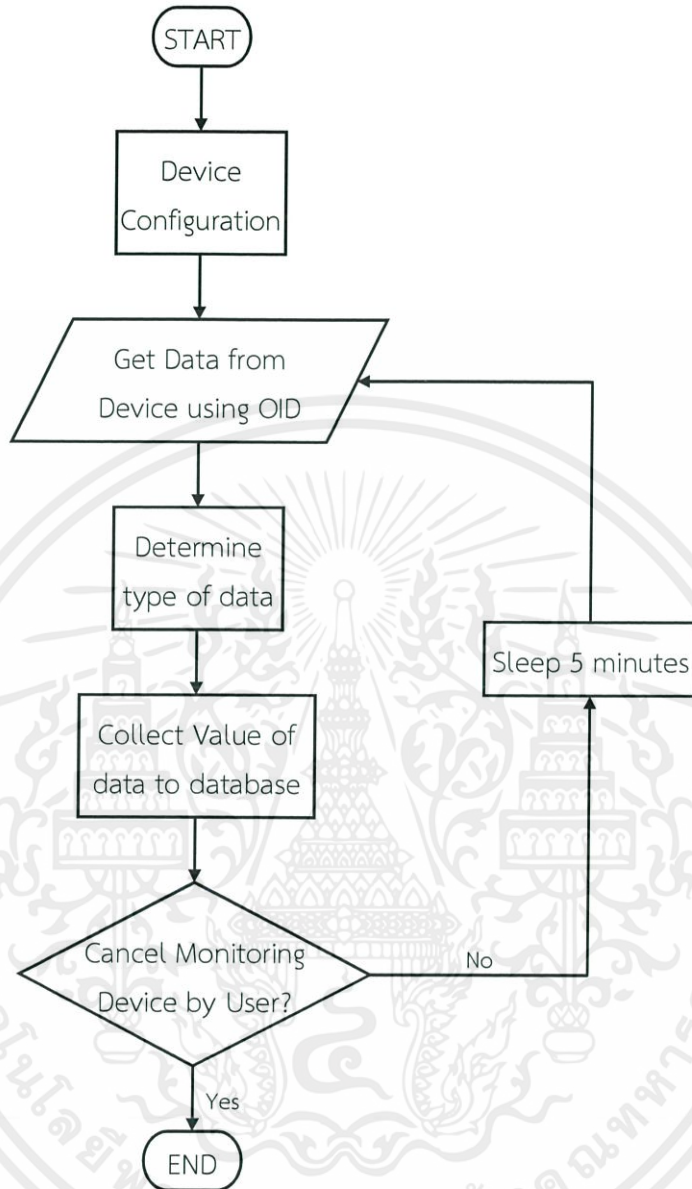 START
Device
Configuration
Get Data from
Device using OID
Determine
type of data
Sleep 5 minutes
Collect Value of
data to database
Cancel Monitoring
Device by User?
No
Yes
END